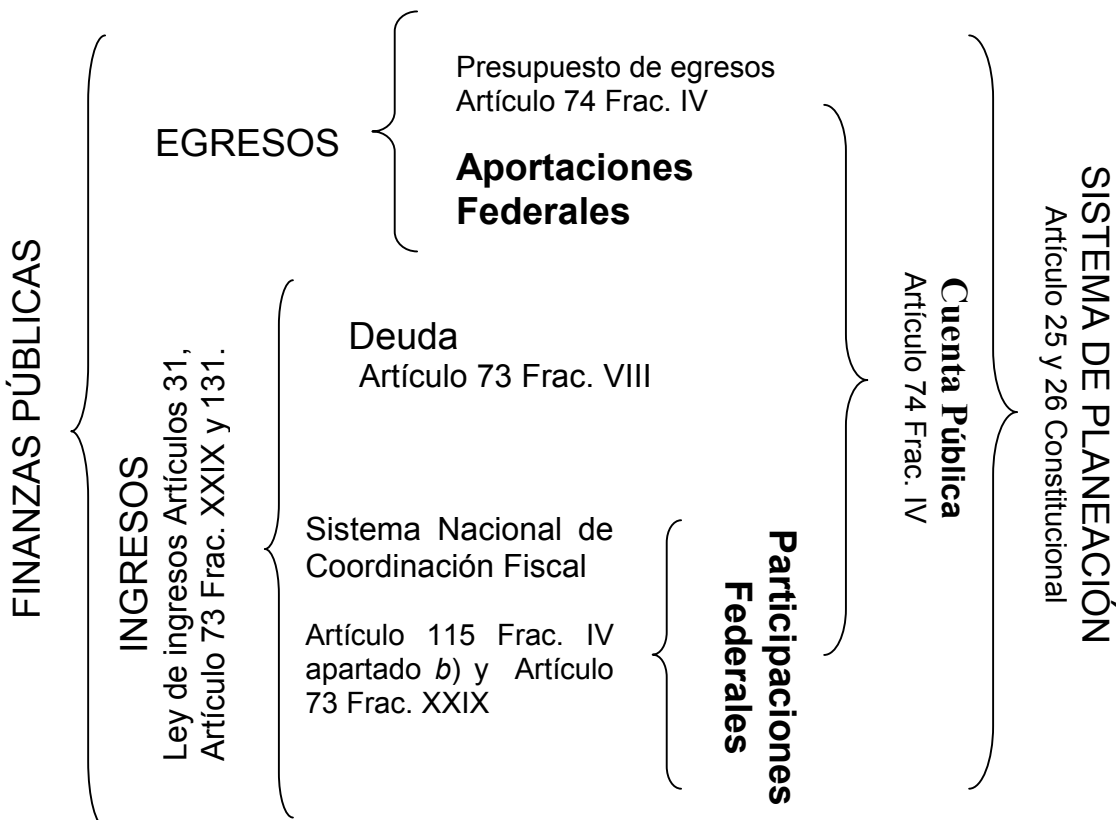 FINANZAS PÚBLICAS
EGRESOS
Presupuesto de egresos
Artículo 74 Frac. IV
Aportaciones
Federales
INGRESOS
Ley de ingresos Artículos 31,
Artículo 73 Frac. XXIX y 131.
Deuda
Artículo 73 Frac. VIII
Sistema Nacional de
Coordinación Fiscal
Artículo 115 Frac. IV
apartado b) y Artículo
73 Frac. XXIX
Participaciones
Federales
Cuenta Pública
Artículo 74 Frac. IV
SISTEMA DE PLANEACIÓN
Artículo 25 y 26 Constitucional